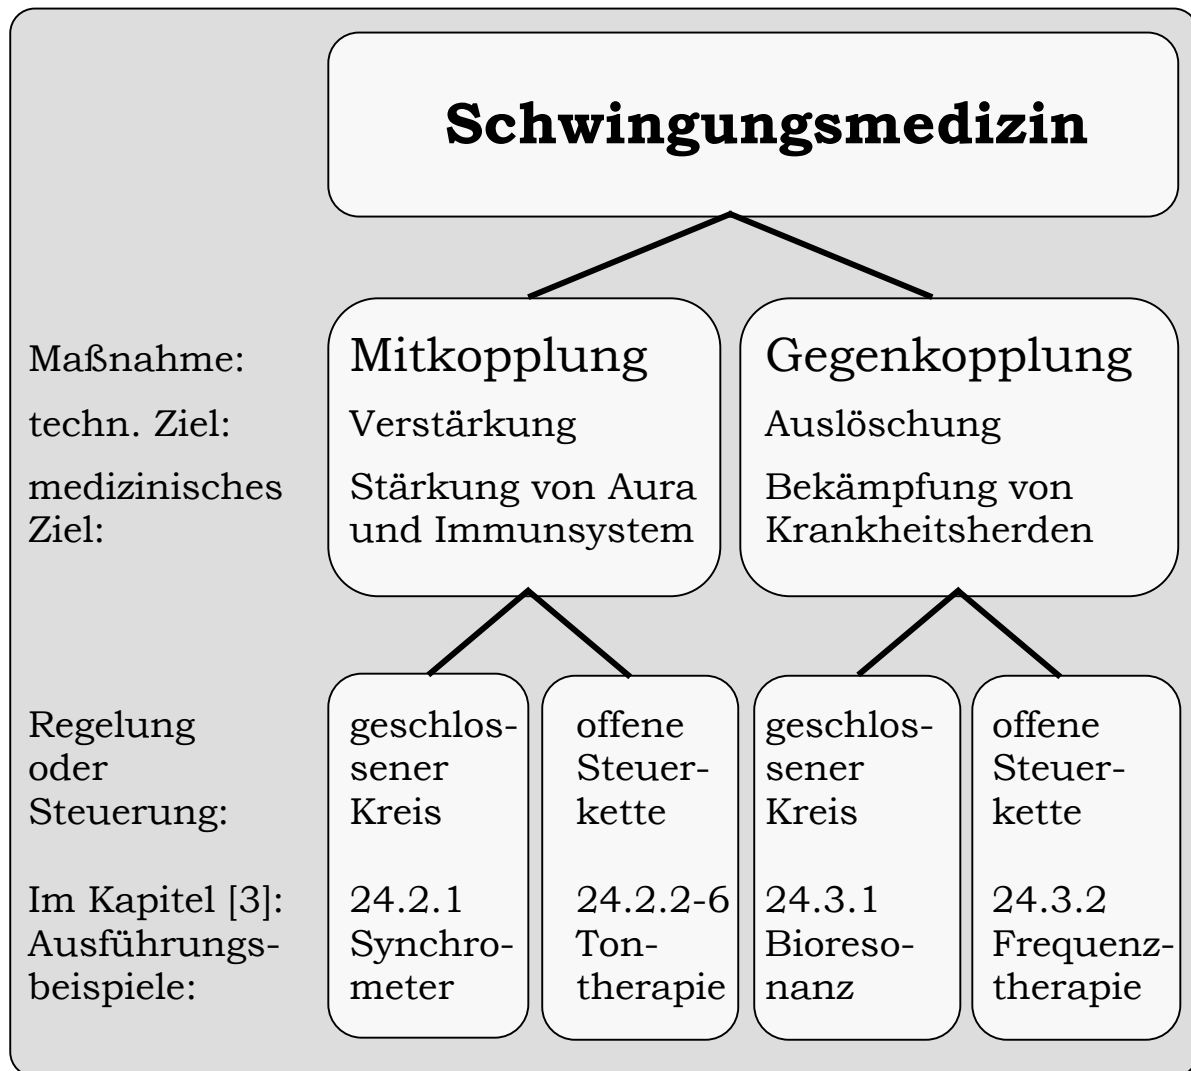 Schwingungsmedizin
Maßnahme: Mitkopplung Gegenkopplung
techn. Ziel: Verstärkung Auslöschung
medizinisches Stärkung von Aura Bekämpfung von
Ziel: und Immunsystem Krankheitsherden
Regelung geschlos- offene geschlos- offene
oder sener Steuer- sener Steuer-
Steuerung: Kreis kette Kreis kette
Im Kapitel [3]: 24.2.1 24.2.2-6 24.3.1 24.3.2
Ausführungs- Synchro- Ton- Bioreso- Frequenz-
beispiele: meter therapie nanz therapie